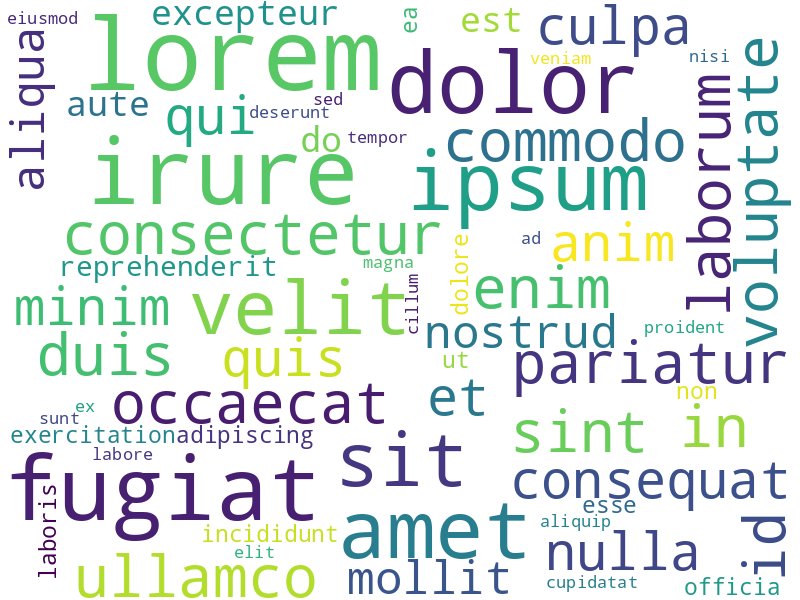 eiusmod
excepteur
ea
est
culpa
lorem
aliqua
dolor
veniam
nisi
voluptate
aute
qui
deserunt
sed
do
tempor
commodo
laborum
irure
ipsum
consectetur
ad
anim
reprehenderit
magna
dolore
enim
minim
velit
cillum
nostrud
proident
duis
quis
ut
pariatur
occaecat
et
non
ex
sunt
exercitation
adipiscing
sint
in
labore
fugiat
sit
consequat
laboris
esse
incididunt
amet
aliquip
id
elit
nulla
ullamco
mollit
cupidatat
officia